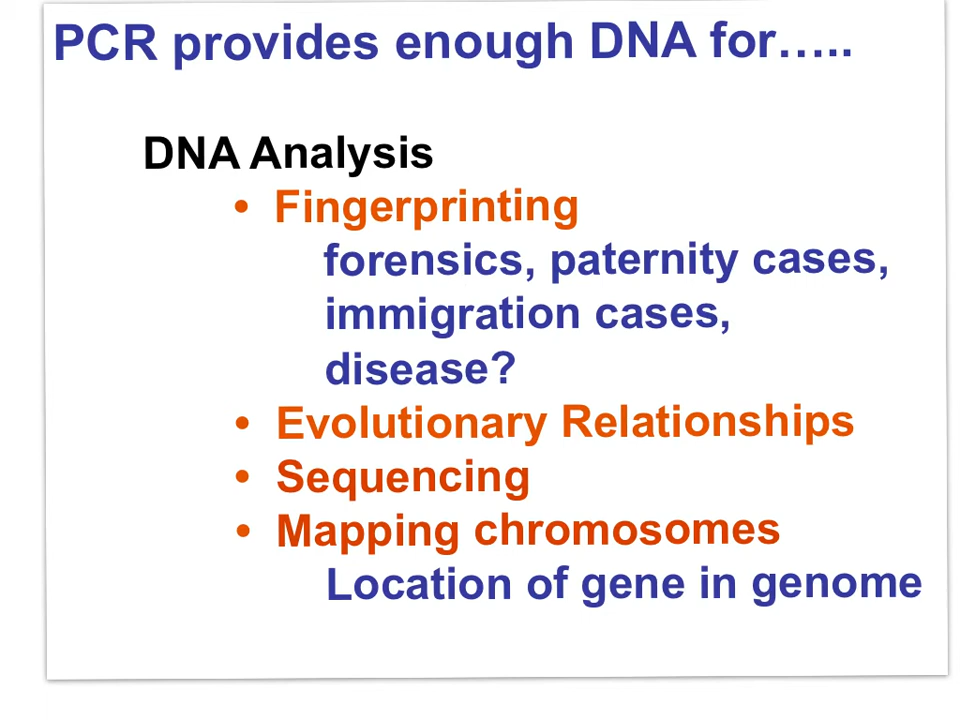 PCR provides enough DNA for…..
DNA Analysis
• Fingerprinting
forensics, paternity cases,
immigration cases,
disease?
• Evolutionary Relationships
• Sequencing
• Mapping chromosomes
Location of gene in genome